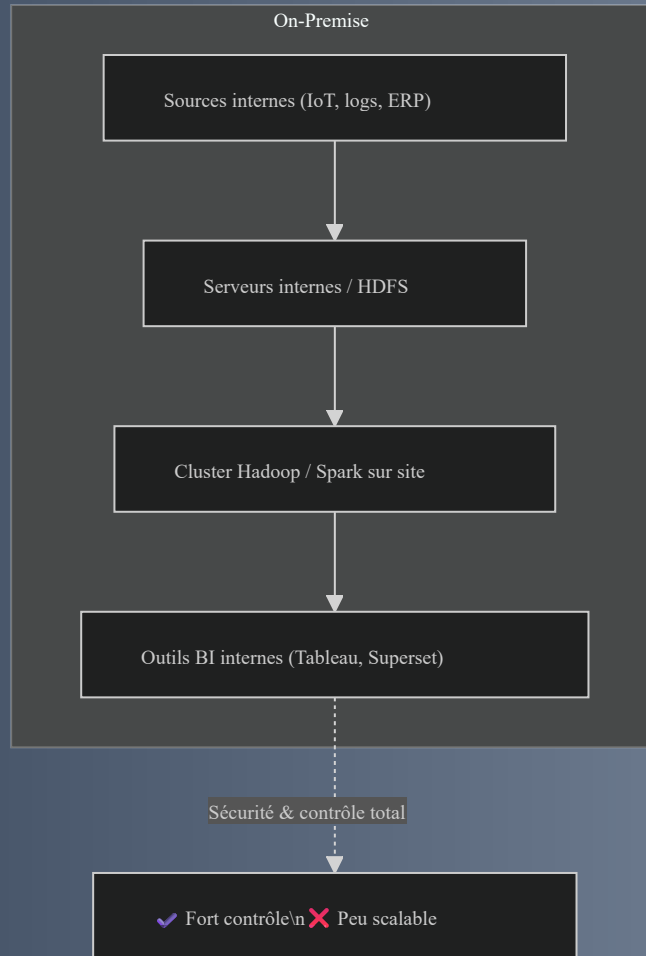 On-Premise
Sources internes (IoT, logs, ERP)
Serveurs internes / HDFS
Cluster Hadoop / Spark sur site
Outils BI internes (Tableau, Superset)
Sécurité & contrôle total
✔ Fort contrôle\n ❌ Peu scalable